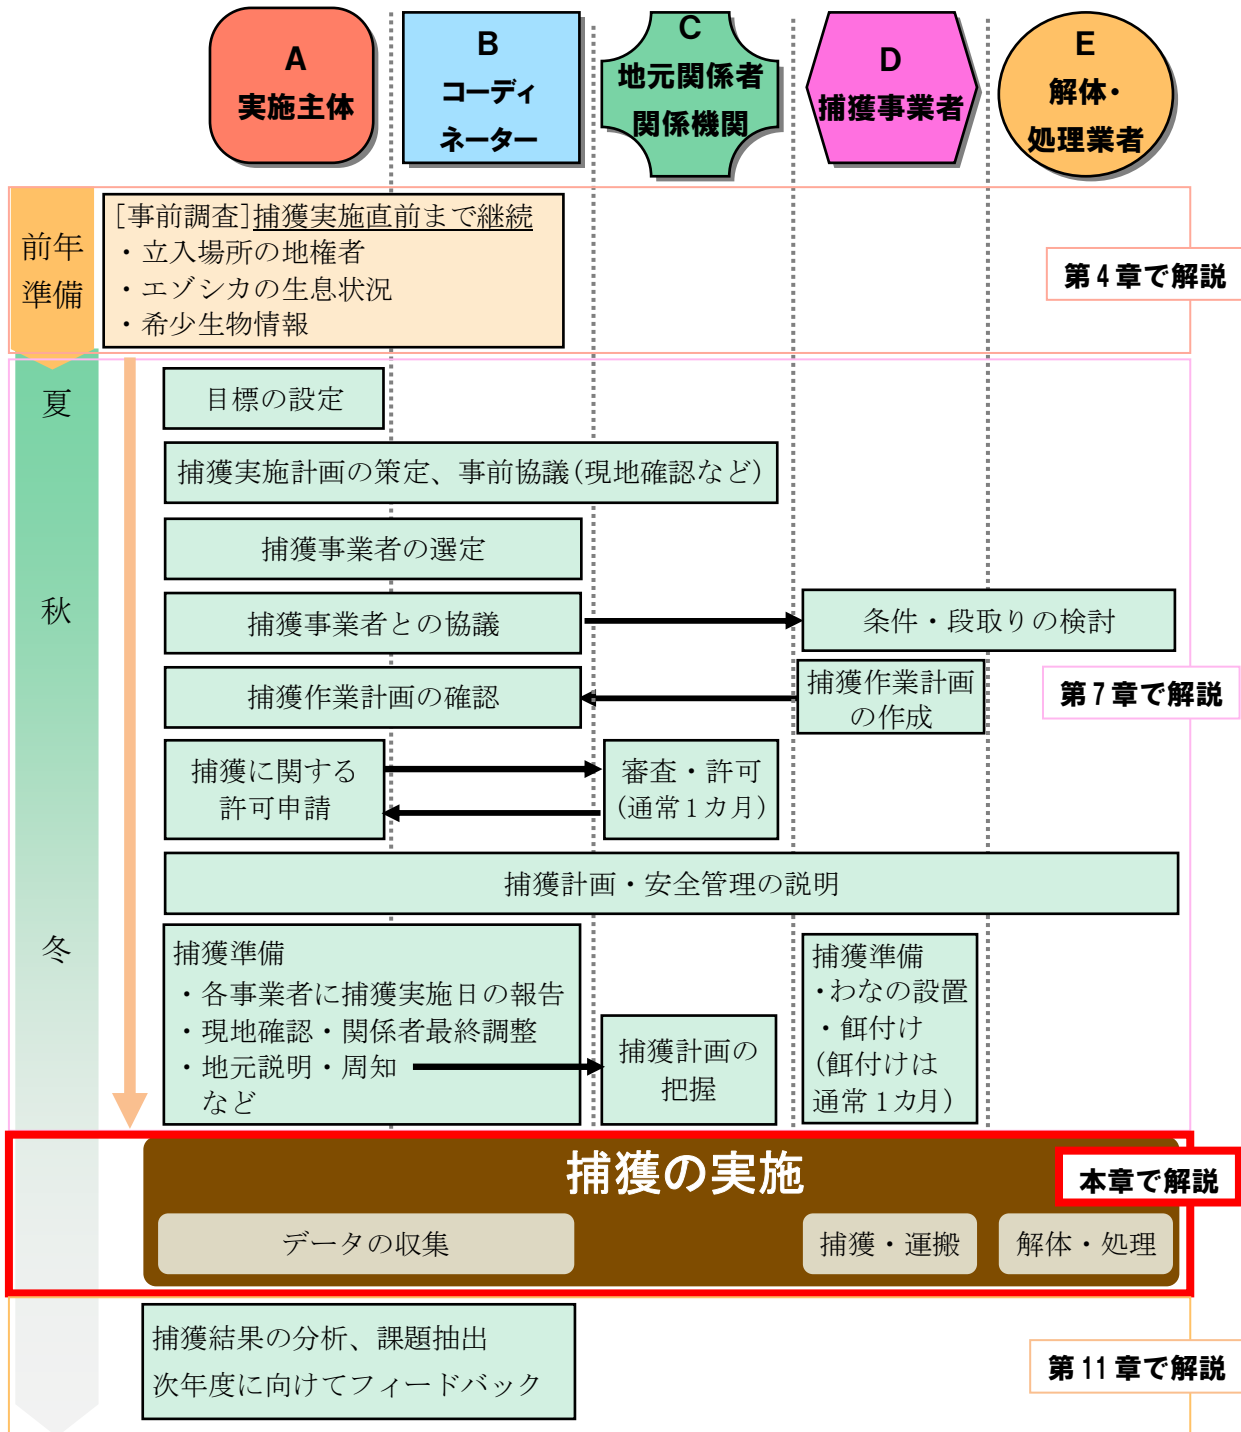 A
実施主体
B
コーディ
ネーター
C
地元関係者
関係機関
D
捕獲事業者
E
解体・
処理業者
前年
準備
[事前調査]捕獲実施直前まで継続
・立入場所の地権者
・エゾシカの生息状況
・希少生物情報
第4章で解説
夏
目標の設定
捕獲実施計画の策定、事前協議(現地確認など)
捕獲事業者の選定
秋
捕獲事業者との協議
条件・段取りの検討
捕獲作業計画の確認
捕獲作業計画
の作成
第7章で解説
捕獲に関する
許可申請
審査・許可
(通常1カ月)
捕獲計画・安全管理の説明
冬
捕獲準備
・各事業者に捕獲実施日の報告
・現地確認・関係者最終調整
・地元説明・周知
など
捕獲計画の
把握
捕獲準備
・わなの設置
・餌付け
(餌付けは
通常1カ月)
捕獲の実施
本章で解説
データの収集
捕獲・運搬
解体・処理
捕獲結果の分析、課題抽出
次年度に向けてフィードバック
第11章で解説